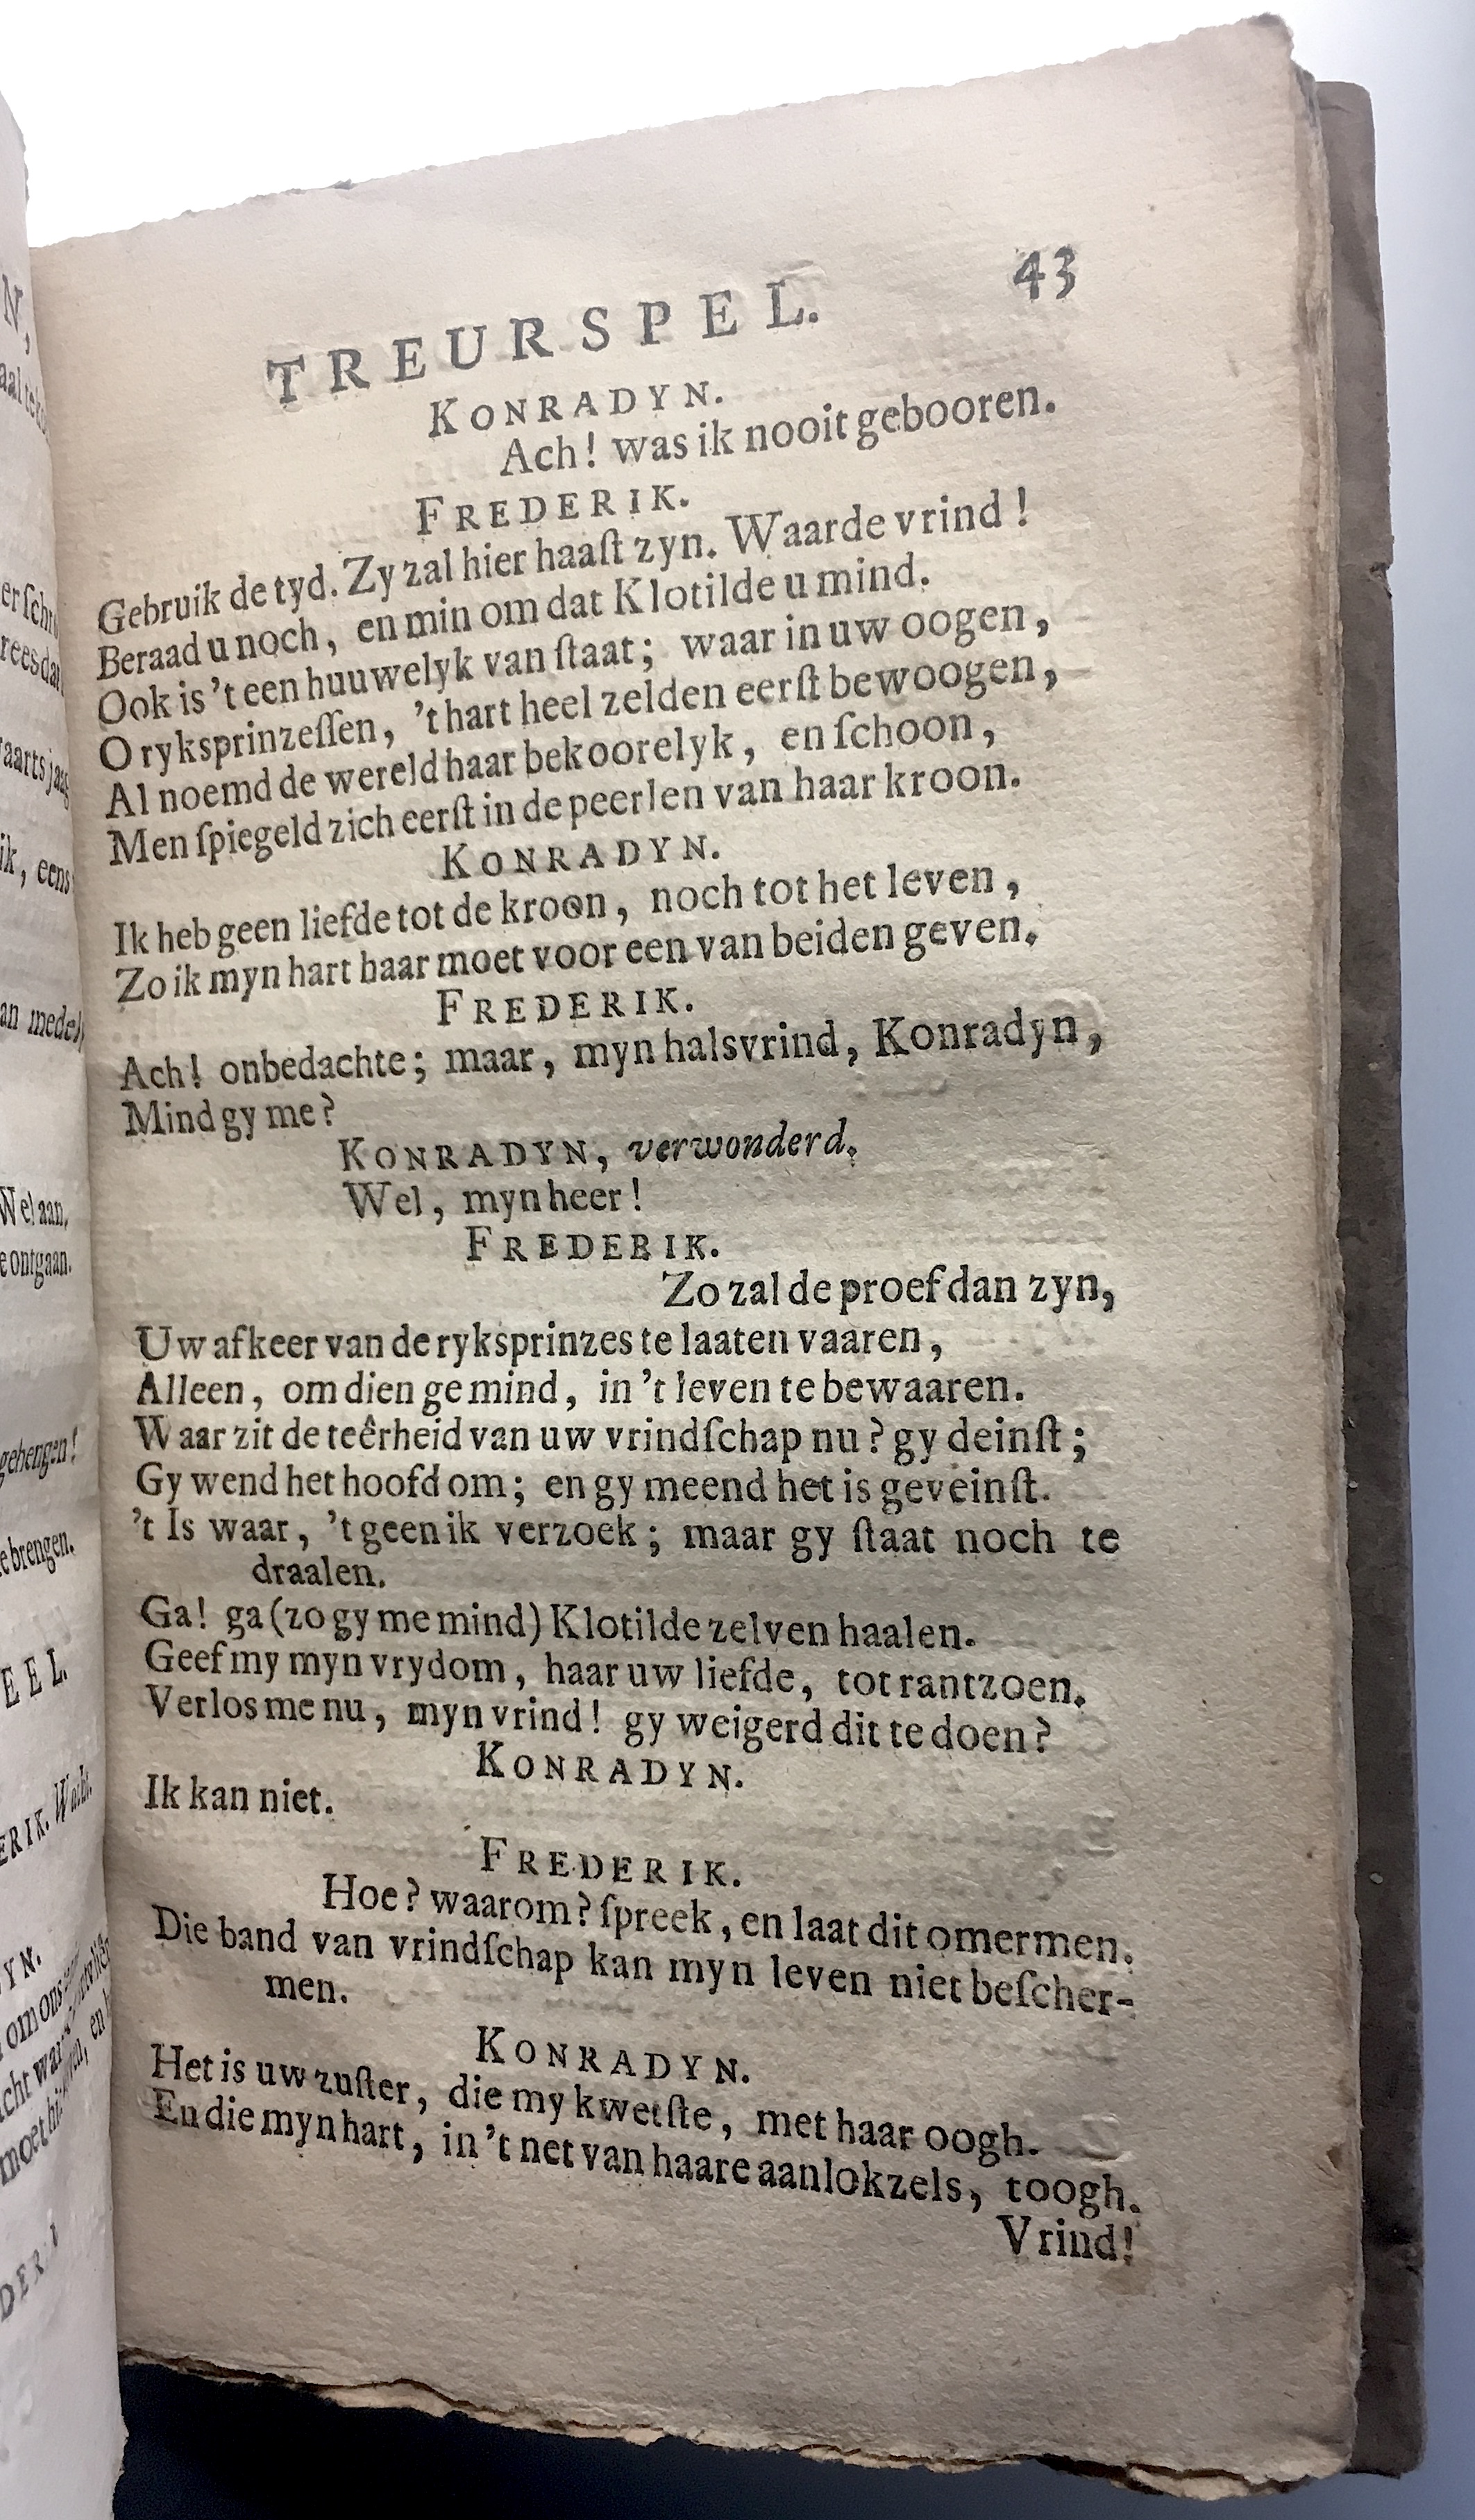 TREURSPEL. 43
KONRADYN.
Ach! was ik nooit gebooren.
FREDERIK.
Gebruik de tyd. Zy zal hier haaſt zyn. Waarde vrind!
Beraad u noch, en min om dat Klotilde u mind.
Ook is 't een huuwelyk van ſtaat; waar in uw oogen,
O ryksprinzeſſen, 't hart heel zelden eerſt bewoogen,
Al noemd de wereld haar bekoorelyk, en ſchoon,
Men ſpiegeld zich eerſt in de peerlen van haar kroon.
KONRADYN.
Ik heb geen liefde tot de kroon, noch tot het leven,
Zo ik myn hart haar moet voor een van beiden geven.
FREDERIK.
Ach! onbedachte; maar, myn halsvrind, Konradyn,
Mind gy me?
KONRADYN, verwonderd.
Wel, mynheer!
FREDERIK.
Zo zal de proef dan zyn,
Uw afkeer van de ryksprinzes te laaten vaaren,
Alleen, om dien ge mind, in 't leven te bewaaren.
Waar zit de teêrheid van uw vrindſchap nu? gy deinſt;
Gy wend het hoofd om; en gy meend het is geveinſt.
't Is waar, 't geen ik verzoek; maar gy ſtaat noch te
draalen.
Ga! ga (zo gy me mind) Klotilde zelven haalen.
Geef my myn vrydom, haar uw liefde, tot rantzoen.
Verlos me nu, myn vrind! gy weigerd dit te doen?
KONRADYN.
Ik kan niet.
FREDERIK.
Hoe? waarom? ſpreek, en laat dit omermen.
Die band van vrindſchap kan myn leven niet beſcher-
men.
KONRADYN.
Het is uw zuſter, die my kwetſte, met haar oogh.
En die myn hart, in 't net van haare aanlokzels, toogh.
Vrind!